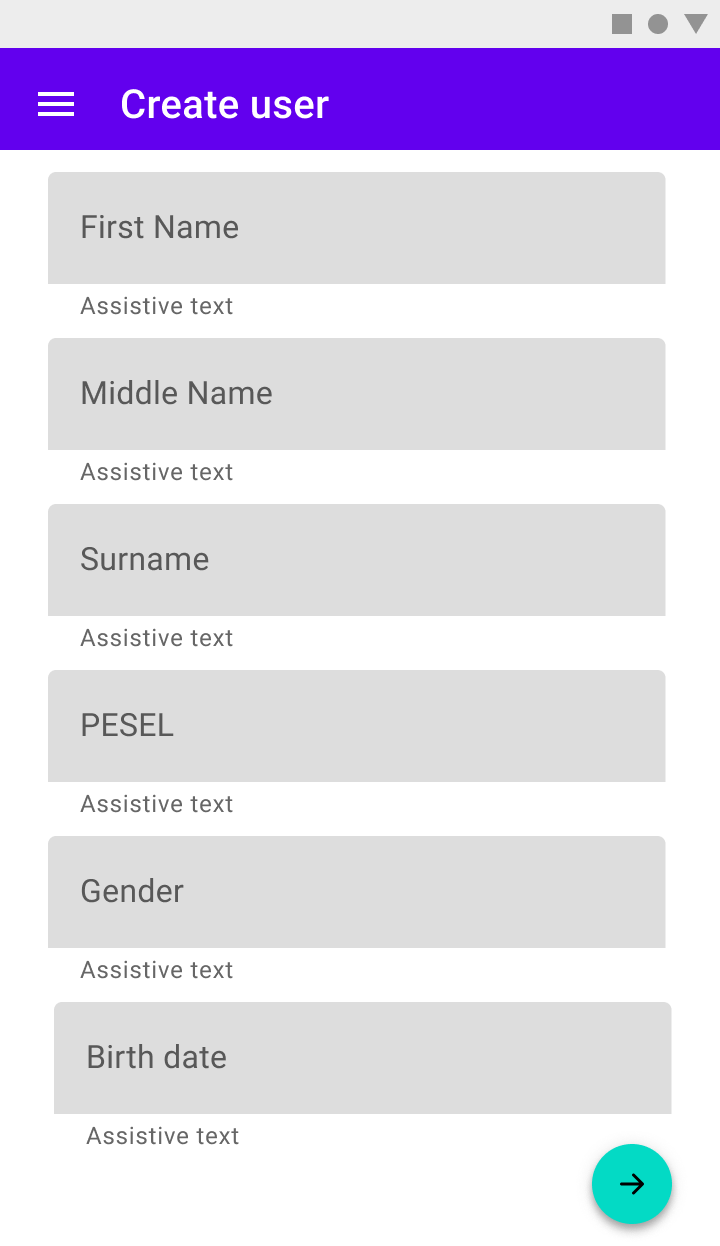 Create user
First Name
Assistive text
Middle Name
Assistive text
Surname
Assistive text
PESEL
Assistive text
Gender
Assistive text
Birth date
Assistive text